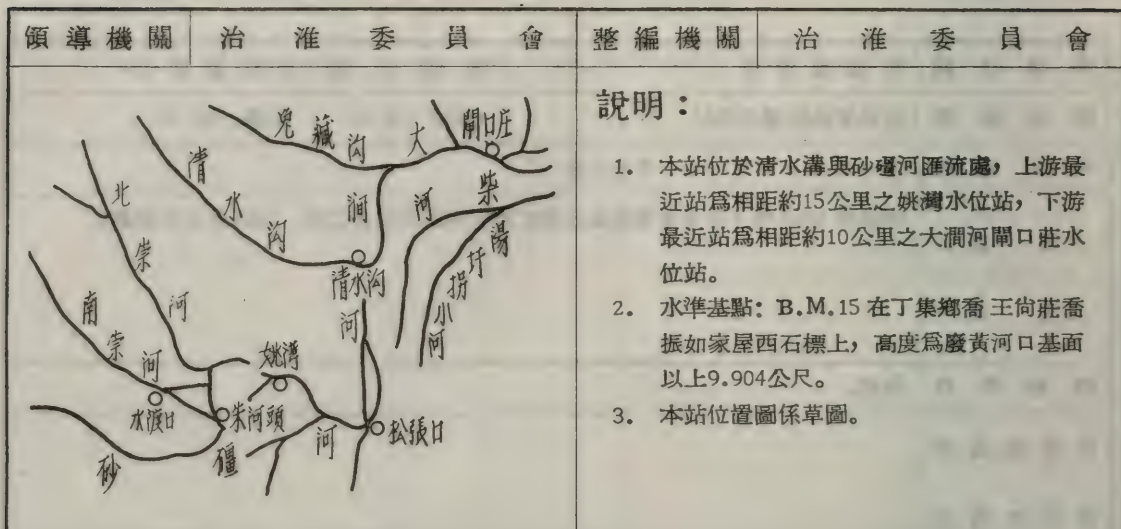 領導機關 治淮委員會 整編機關 治淮委員會
說明：
1. 本站位於清水溝與砂礓河匯流處，上游最
近站爲相距約15公里之姚灣水位站，下游
最近站爲相距約10公里之大澗河閘口莊水
位站。
2. 水準基點：B.M.15 在丁集鄉喬王尚莊喬
振如家屋西石標上，高度爲廢黃河口基面
以上9.904公尺。
3. 本站位置圖係草圖。
兒藏沟
大澗河
閘口庄
清水沟
柴
湯圩拐小河
北崇河
清水沟
南崇河
姚灣
水渡口
朱河頭
松張口
砂礓河
河